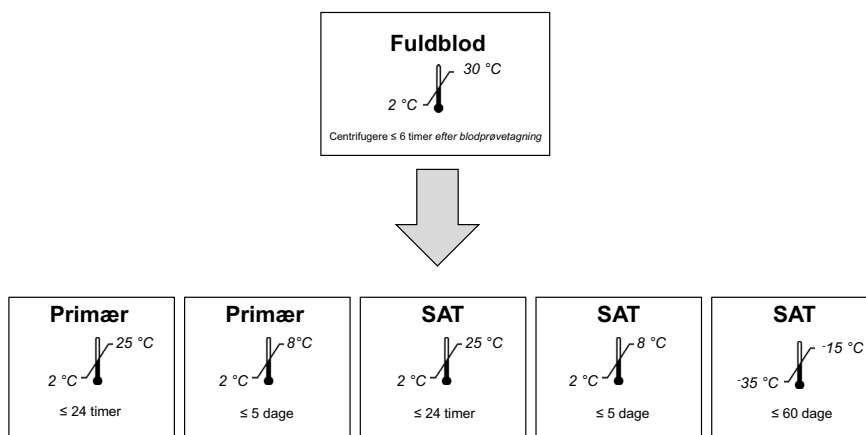 Fuldblod
30 °C
2 °C
Centrifugere ≤ 6 timer efter blodprøvetagning
Primær
25 °C
2 °C
≤ 24 timer
Primær
8°C
2 °C
≤ 5 dage
SAT
25 °C
2 °C
≤ 24 timer
SAT
8 °C
2 °C
≤ 5 dage
SAT
-15 °C
-35 °C
≤ 60 dage